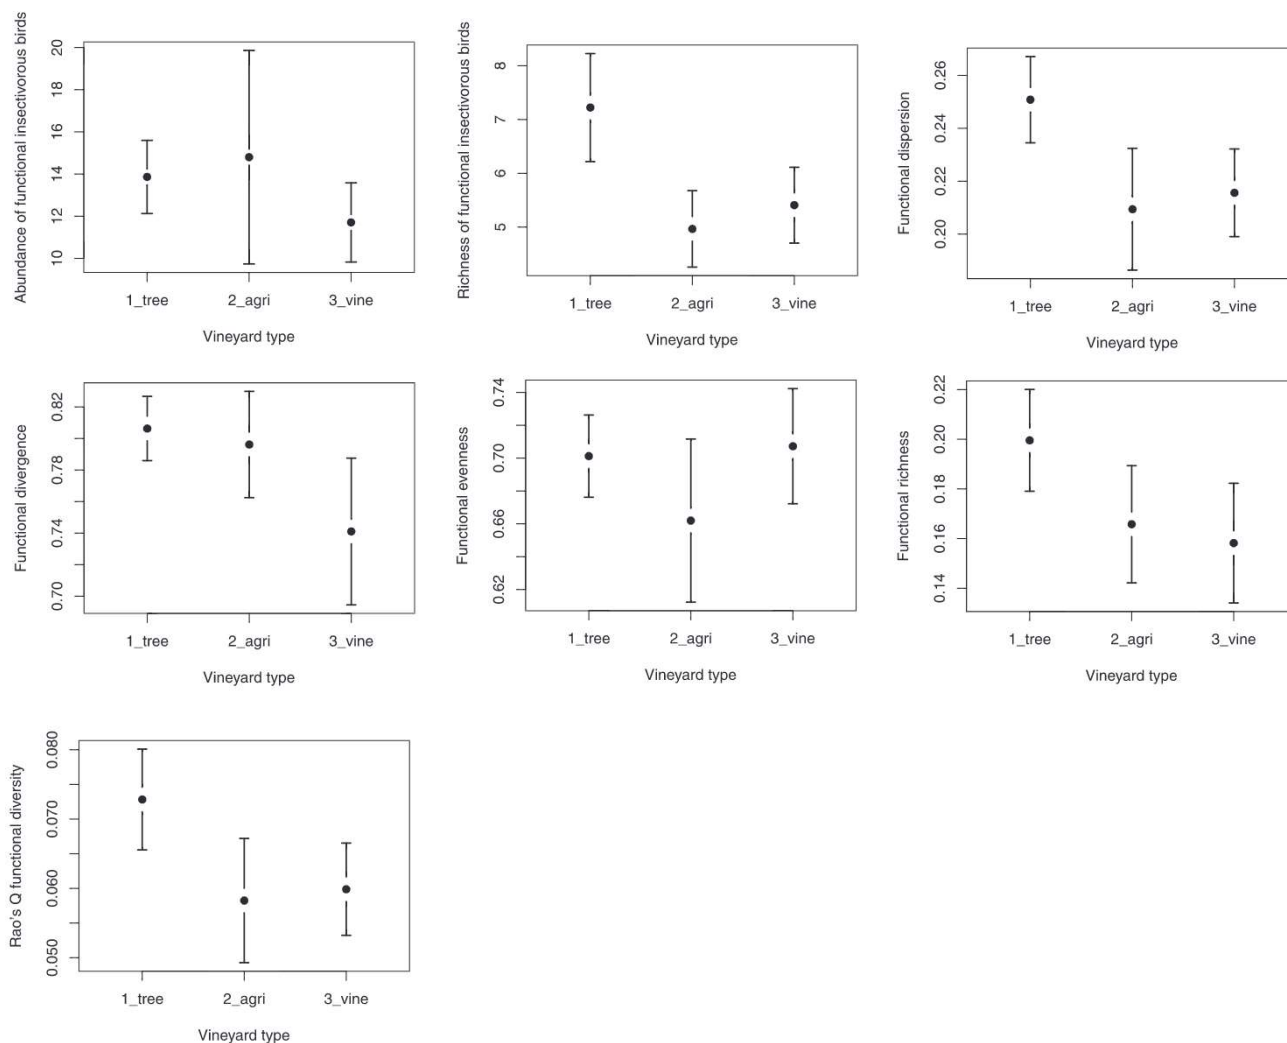 Abundance of functional insectivorous birds
20
18
16
14
12
10
1_tree 2_agri 3_vine
Vineyard type
Richness of functional insectivorous birds
8
7
6
5
1_tree 2_agri 3_vine
Vineyard type
Functional dispersion
0.26
0.24
0.22
0.20
1_tree 2_agri 3_vine
Vineyard type
Functional divergence
0.82
0.78
0.74
0.70
1_tree 2_agri 3_vine
Vineyard type
Functional evenness
0.74
0.70
0.66
0.62
1_tree 2_agri 3_vine
Vineyard type
Functional richness
0.22
0.20
0.18
0.16
0.14
1_tree 2_agri 3_vine
Vineyard type
Rao's Q functional diversity
0.080
0.070
0.060
0.050
1_tree 2_agri 3_vine
Vineyard type